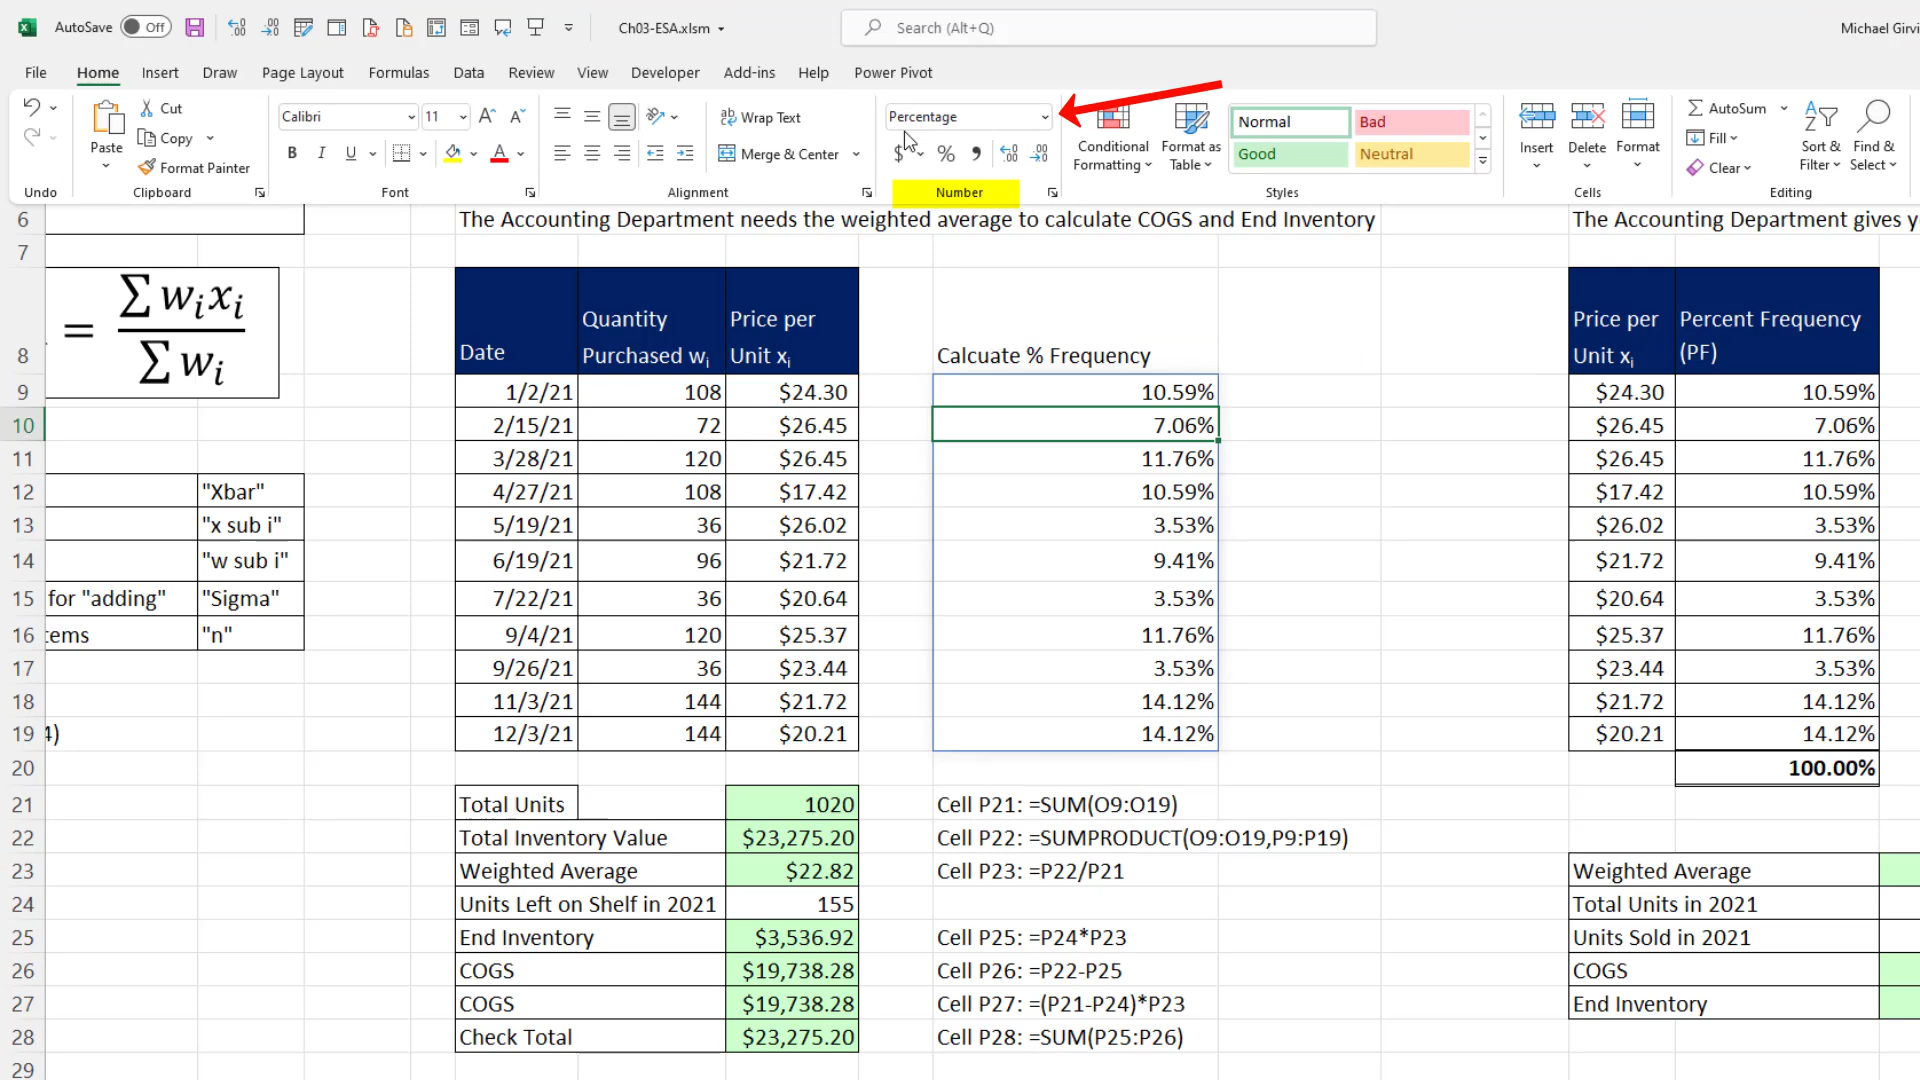 AutoSave Off Ch03-ESA.xlsm Search (Alt+Q) Michael Girvi
File Home Insert Draw Page Layout Formulas Data Review View Developer Add-ins Help Power Pivot
Paste Cut Copy Format Painter
Calibri 11
B I U A
ab Wrap Text
Merge & Center
Percentage
$ % 9
Conditional Formatting
Format as Table
Normal Bad
Good Neutral
Insert Delete Format
AutoSum Fill Clear
Sort & Filter
Find & Select
Undo Clipboard Font Alignment Number Styles Cells Editing
6 The Accounting Department needs the weighted average to calculate COGS and End Inventory The Accounting Department gives y
7
= ∑ wᵢxᵢ / ∑ wᵢ
8 Date Quantity Purchased wᵢ Price per Unit xᵢ Calcuate % Frequency Price per Unit xᵢ Percent Frequency (PF)
9 1/2/21 108 $24.30 10.59% $24.30 10.59%
10 2/15/21 72 $26.45 7.06% $26.45 7.06%
11 3/28/21 120 $26.45 11.76% $26.45 11.76%
12 "Xbar" 4/27/21 108 $17.42 10.59% $17.42 10.59%
13 "x sub i" 5/19/21 36 $26.02 3.53% $26.02 3.53%
14 "w sub i" 6/19/21 96 $21.72 9.41% $21.72 9.41%
15 for "adding" "Sigma" 7/22/21 36 $20.64 3.53% $20.64 3.53%
16 tems "n" 9/4/21 120 $25.37 11.76% $25.37 11.76%
17 9/26/21 36 $23.44 3.53% $23.44 3.53%
18 11/3/21 144 $21.72 14.12% $21.72 14.12%
19 4) 12/3/21 144 $20.21 14.12% $20.21 14.12%
20 100.00%
21 Total Units 1020 Cell P21: =SUM(O9:O19)
22 Total Inventory Value $23,275.20 Cell P22: =SUMPRODUCT(O9:O19,P9:P19)
23 Weighted Average $22.82 Cell P23: =P22/P21 Weighted Average
24 Units Left on Shelf in 2021 155 Total Units in 2021
25 End Inventory $3,536.92 Cell P25: =P24*P23 Units Sold in 2021
26 COGS $19,738.28 Cell P26: =P22-P25 COGS
27 COGS $19,738.28 Cell P27: =(P21-P24)*P23 End Inventory
28 Check Total $23,275.20 Cell P28: =SUM(P25:P26)
29